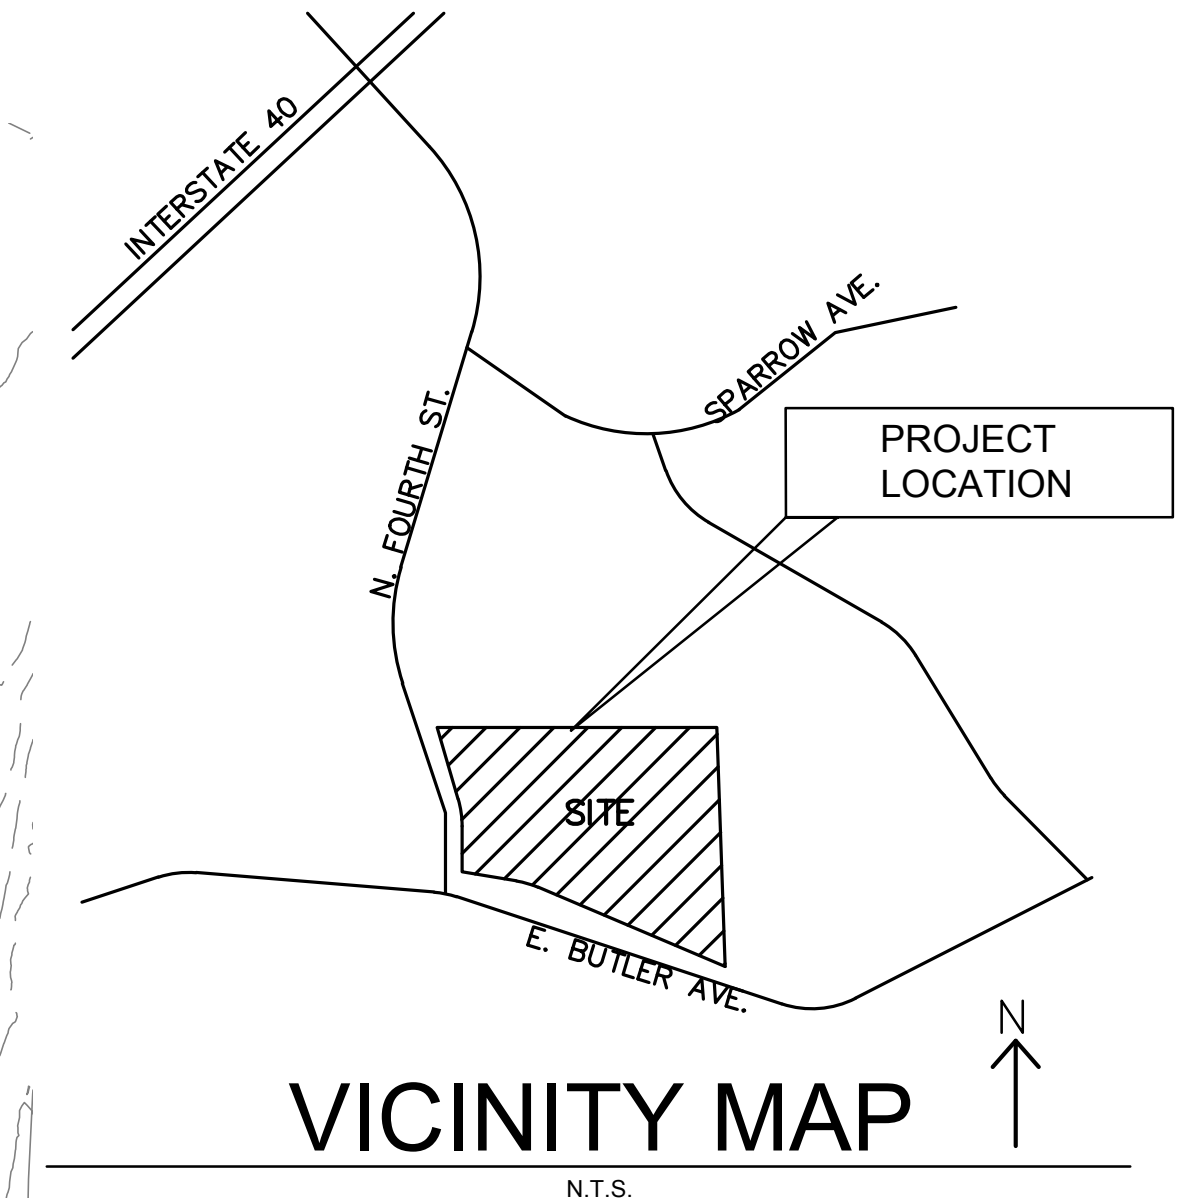 INTERSTATE 40
SPARROW AVE.
N. FOURTH ST.
PROJECT
LOCATION
SITE
E. BUTLER AVE.
N
VICINITY MAP
N.T.S.